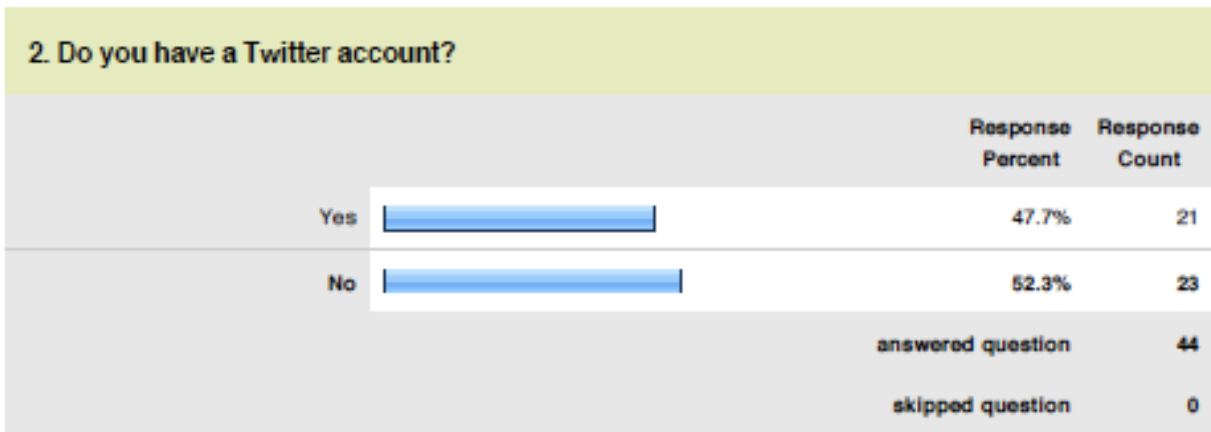 2. Do you have a Twitter account?
Response Response
Percent Count
Yes 47.7% 21
No 52.3% 23
answered question 44
skipped question 0